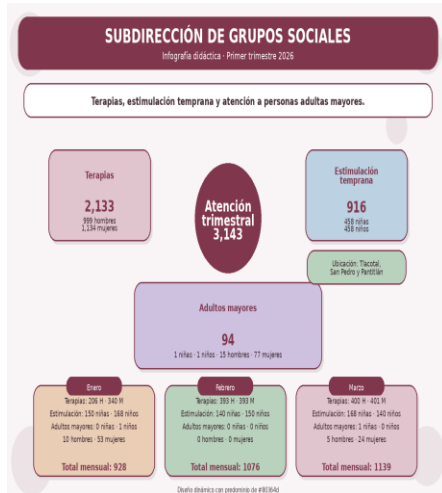 SUBDIRECCIÓN DE GRUPOS SOCIALES
Infografía didáctica · Primer trimestre 2026
Terapias, estimulación temprana y atención a personas adultas mayores.
Terapias
2,133
999 hombres
1,134 mujeres
Atención
trimestral
3,143
Estimulación
temprana
916
458 niñas
458 niños
Ubicación: Tlacotal,
San Pedro y Pantitlán
Adultos mayores
94
1 niñas · 1 niños · 15 hombres · 77 mujeres
Enero
Terapias: 206 H · 340 M
Estimulación: 150 niñas · 168 niños
Adultos mayores: 0 niñas · 1 niños
10 hombres · 53 mujeres
Total mensual: 928
Febrero
Terapias: 393 H · 393 M
Estimulación: 140 niñas · 150 niños
Adultos mayores: 0 niñas · 0 niños
0 hombres · 0 mujeres
Total mensual: 1076
Marzo
Terapias: 400 H · 401 M
Estimulación: 168 niñas · 140 niños
Adultos mayores: 1 niñas · 0 niños
5 hombres · 24 mujeres
Total mensual: 1139
Diseño dinámico con predominio de #80364d